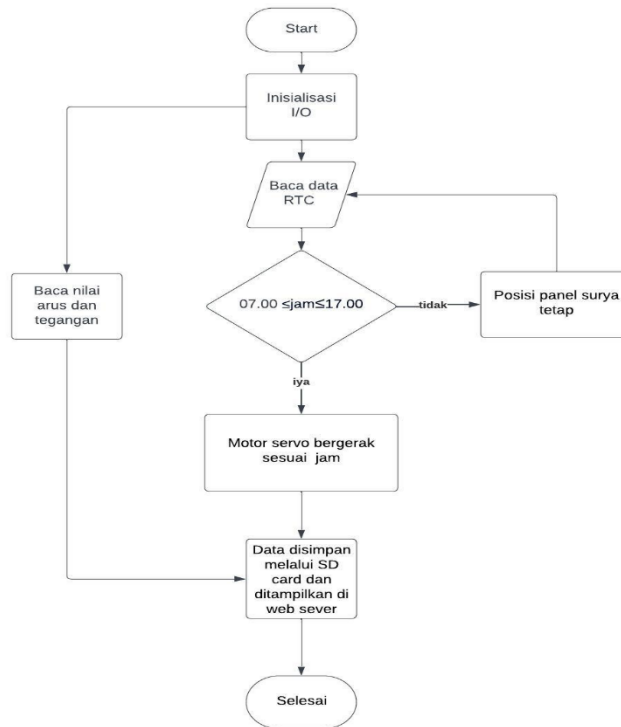 Start
Inisialisasi
I/O
Baca data
RTC
07.00 ≤jam≤17.00
tidak
Posisi panel surya
tetap
Baca nilai
arus dan
tegangan
iya
Motor servo bergerak
sesuai jam
Data disimpan
melalui SD
card dan
ditampilkan di
web sever
Selesai